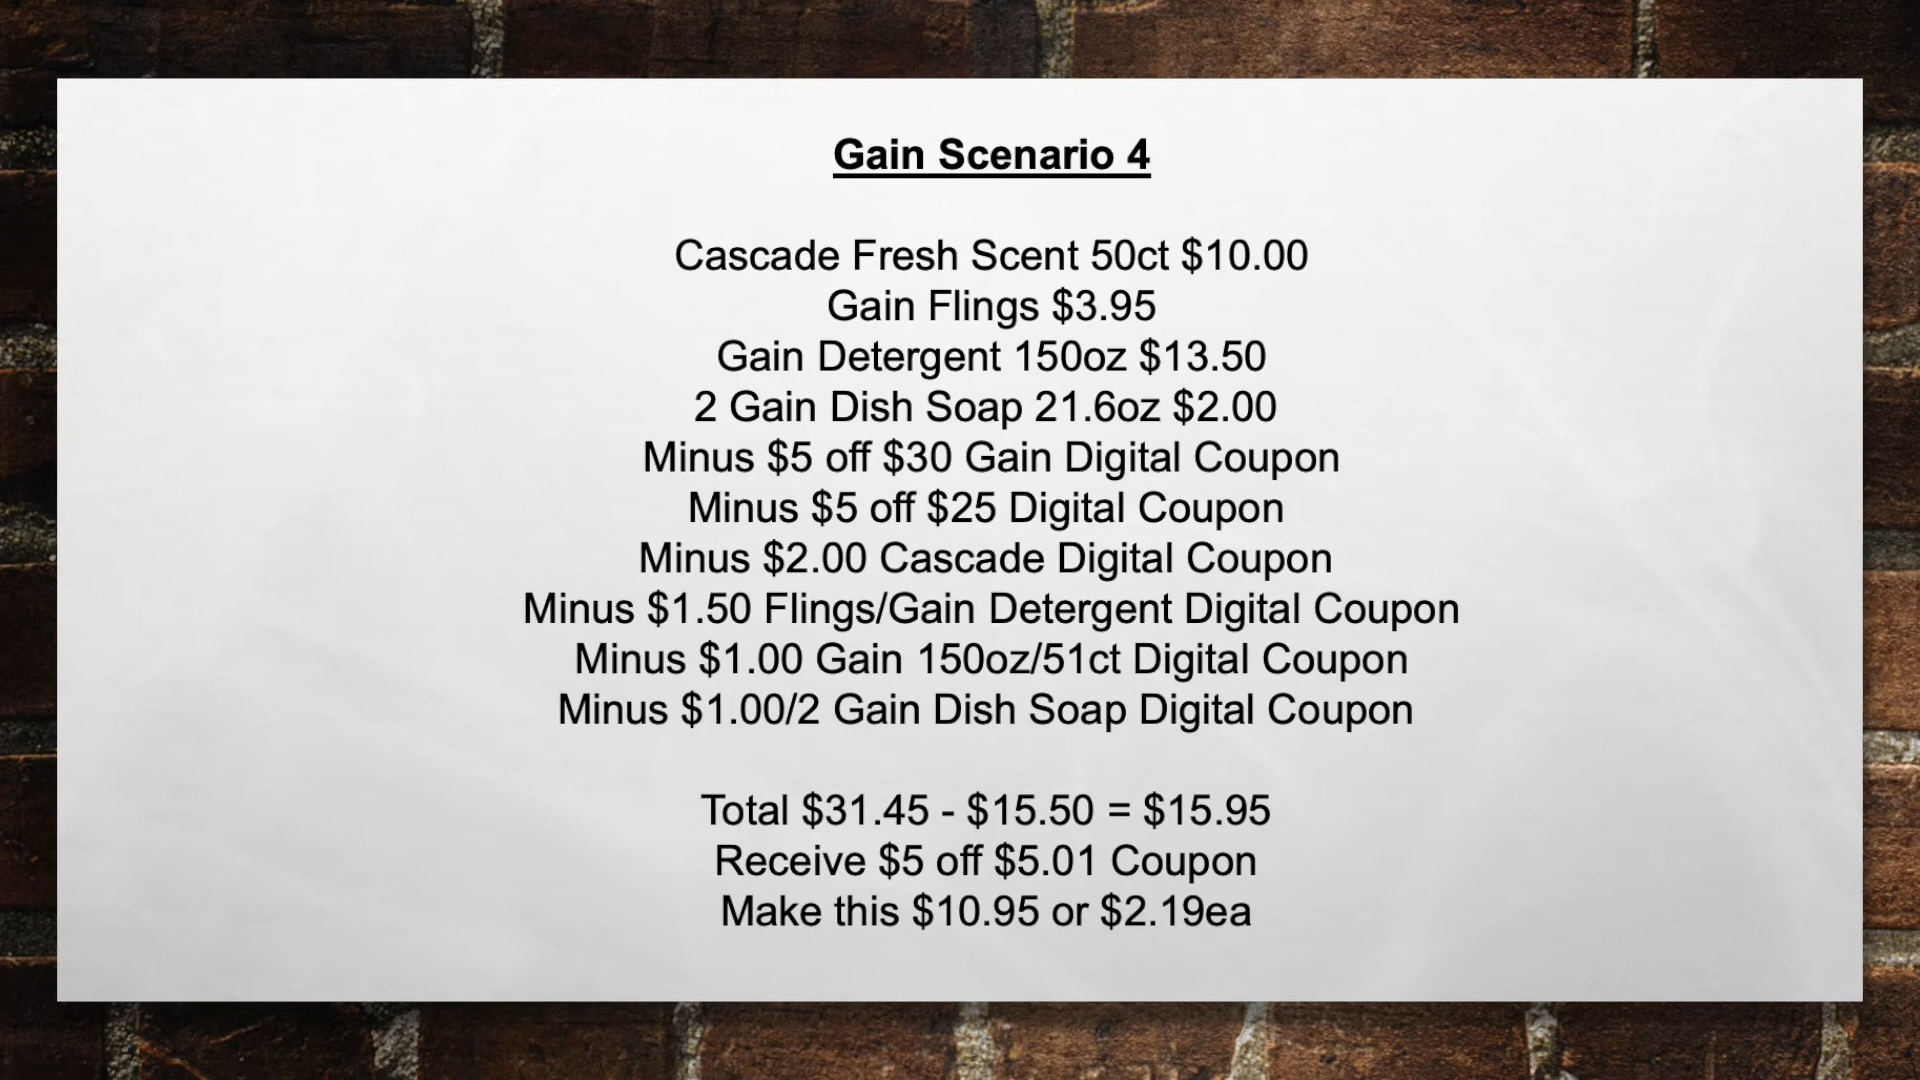 Gain Scenario 4
Cascade Fresh Scent 50ct $10.00
Gain Flings $3.95
Gain Detergent 150oz $13.50
2 Gain Dish Soap 21.6oz $2.00
Minus $5 off $30 Gain Digital Coupon
Minus $5 off $25 Digital Coupon
Minus $2.00 Cascade Digital Coupon
Minus $1.50 Flings/Gain Detergent Digital Coupon
Minus $1.00 Gain 150oz/51ct Digital Coupon
Minus $1.00/2 Gain Dish Soap Digital Coupon
Total $31.45 - $15.50 = $15.95
Receive $5 off $5.01 Coupon
Make this $10.95 or $2.19ea